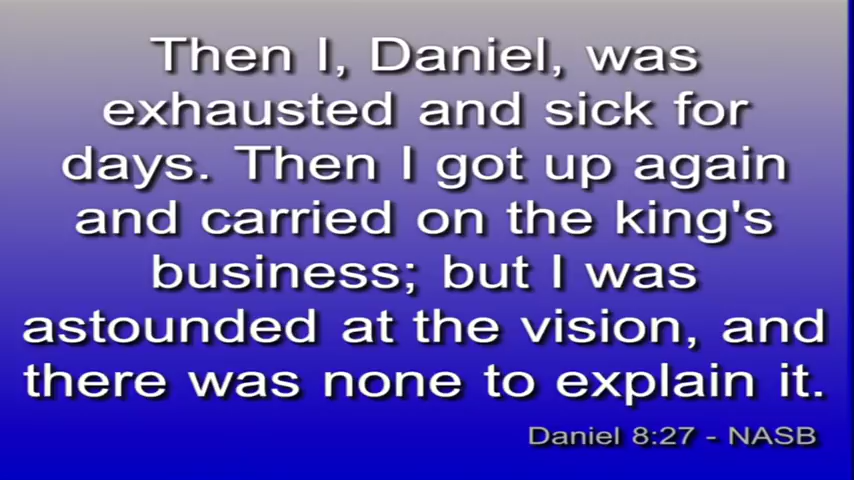 Then I, Daniel, was
exhausted and sick for
days. Then I got up again
and carried on the king's
business; but I was
astounded at the vision, and
there was none to explain it.
Daniel 8:27 - NASB